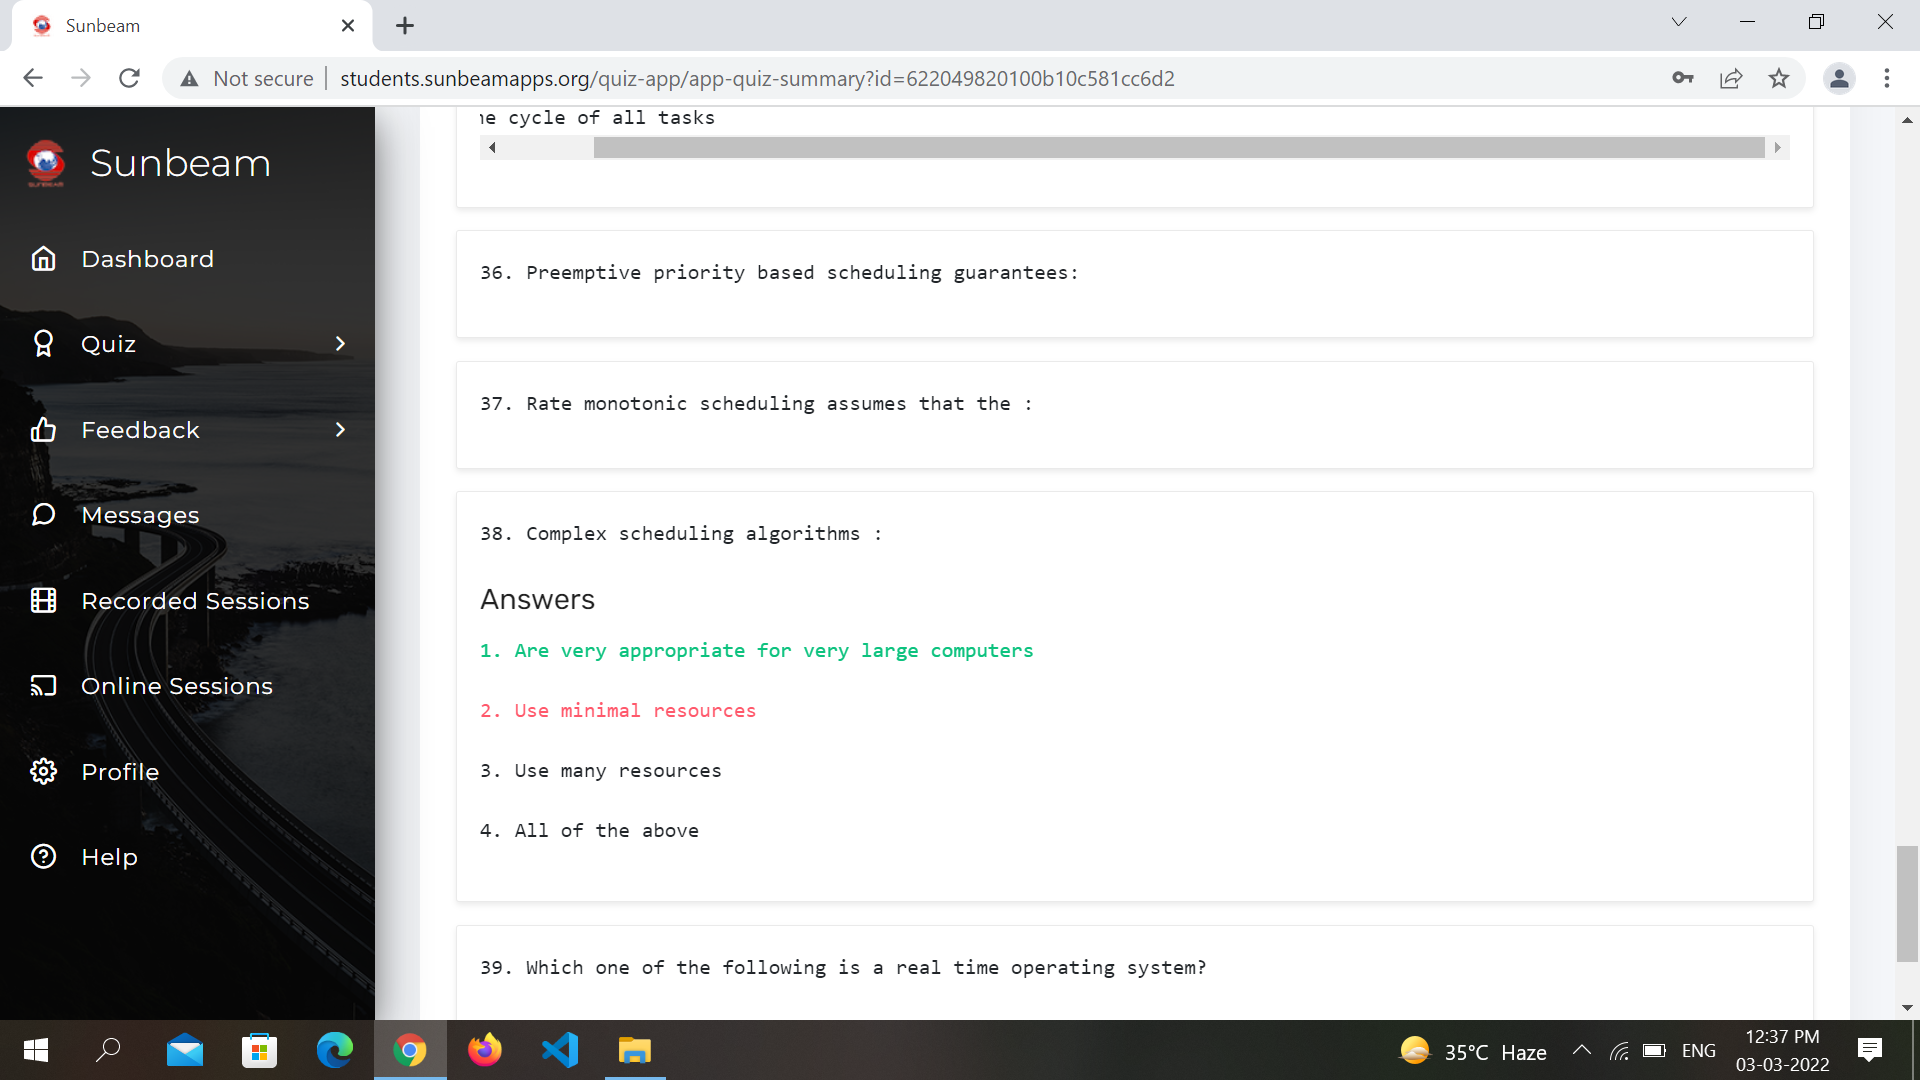 Sunbeam
Not secure
students.sunbeamapps.org/quiz-app/app-quiz-summary?id=622049820100b10c581cc6d2
SUNBEAM
Sunbeam
Dashboard
Quiz
Feedback
Messages
Recorded Sessions
Online Sessions
Profile
Help
cycle of all tasks
36. Preemptive priority based scheduling guarantees:
37. Rate monotonic scheduling assumes that the :
38. Complex scheduling algorithms :
Answers
1. Are very appropriate for very large computers
2. Use minimal resources
3. Use many resources
4. All of the above
39. Which one of the following is a real time operating system?
35°C Haze
ENG
12:37 PM
03-03-2022